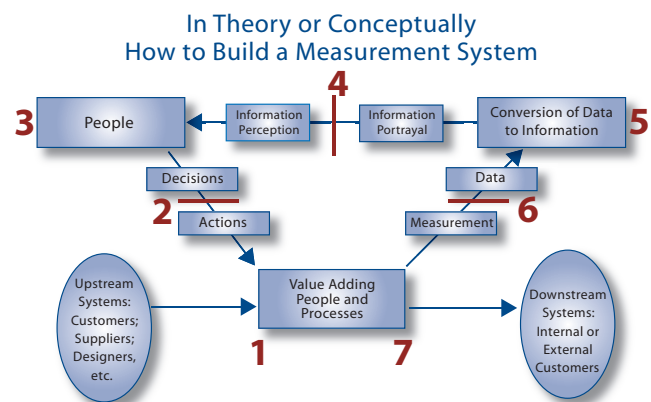 In Theory or Conceptually
How to Build a Measurement System
4
3
People
Information
Perception
Information
Portrayal
Conversion of Data
to Information
5
Decisions
2
Actions
Data
6
Measurement
Upstream
Systems:
Customers;
Suppliers;
Designers,
etc.
Value Adding
People and
Processes
Downstream
Systems:
Internal or
External
Customers
1
7